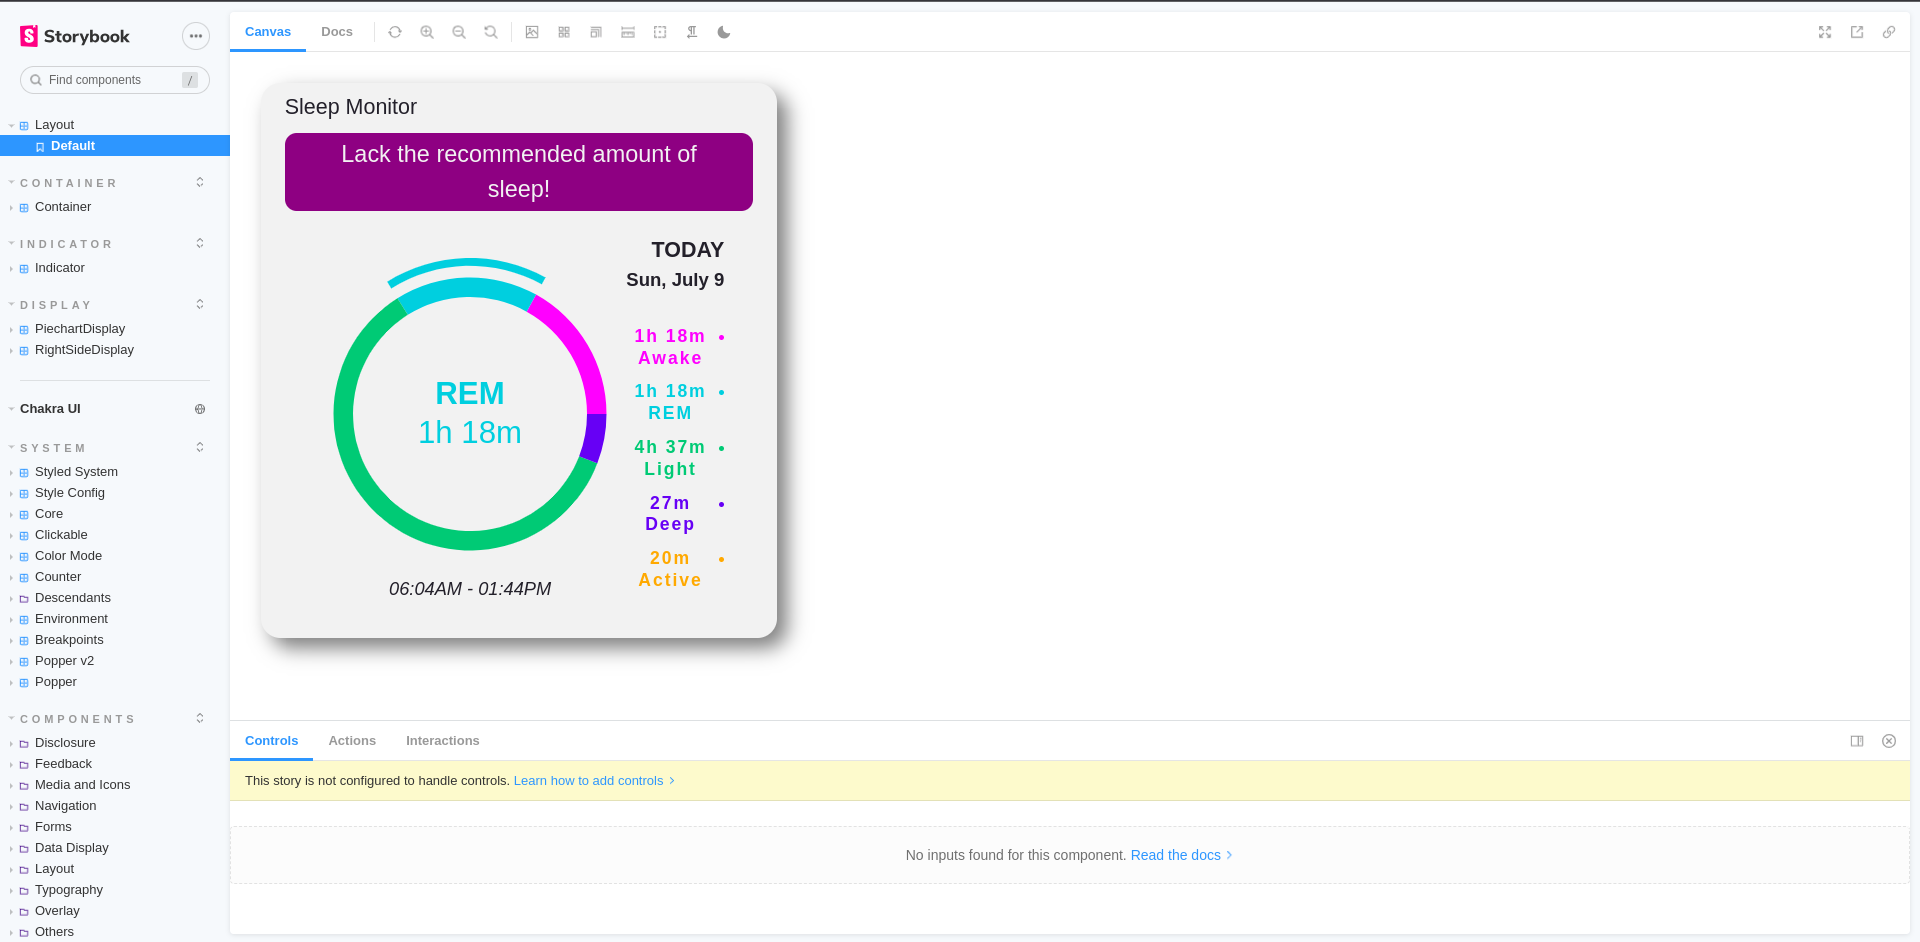 Storybook
Find components
/
Layout
Default
CONTAINER
Container
INDICATOR
Indicator
DISPLAY
PiechartDisplay
RightSideDisplay
Chakra UI
SYSTEM
Styled System
Style Config
Core
Clickable
Color Mode
Counter
Descendants
Environment
Breakpoints
Popper v2
Popper
COMPONENTS
Disclosure
Feedback
Media and Icons
Navigation
Forms
Data Display
Layout
Typography
Overlay
Others
Canvas Docs
Sleep Monitor
Lack the recommended amount of
sleep!
REM
1h 18m
06:04AM - 01:44PM
TODAY
Sun, July 9
1h 18m •
Awake
1h 18m •
REM
4h 37m •
Light
27m •
Deep
20m •
Active
Controls Actions Interactions
This story is not configured to handle controls. Learn how to add controls
No inputs found for this component. Read the docs